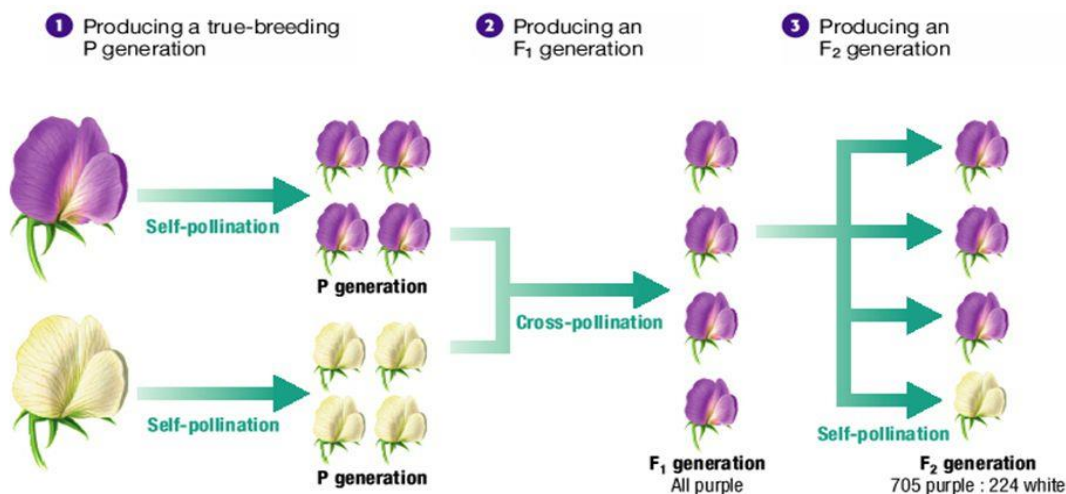 1 Producing a true-breeding
P generation
2 Producing an
F₁ generation
3 Producing an
F₂ generation
Self-pollination
P generation
Cross-pollination
Self-pollination
P generation
F₁ generation
All purple
Self-pollination
F₂ generation
705 purple : 224 white